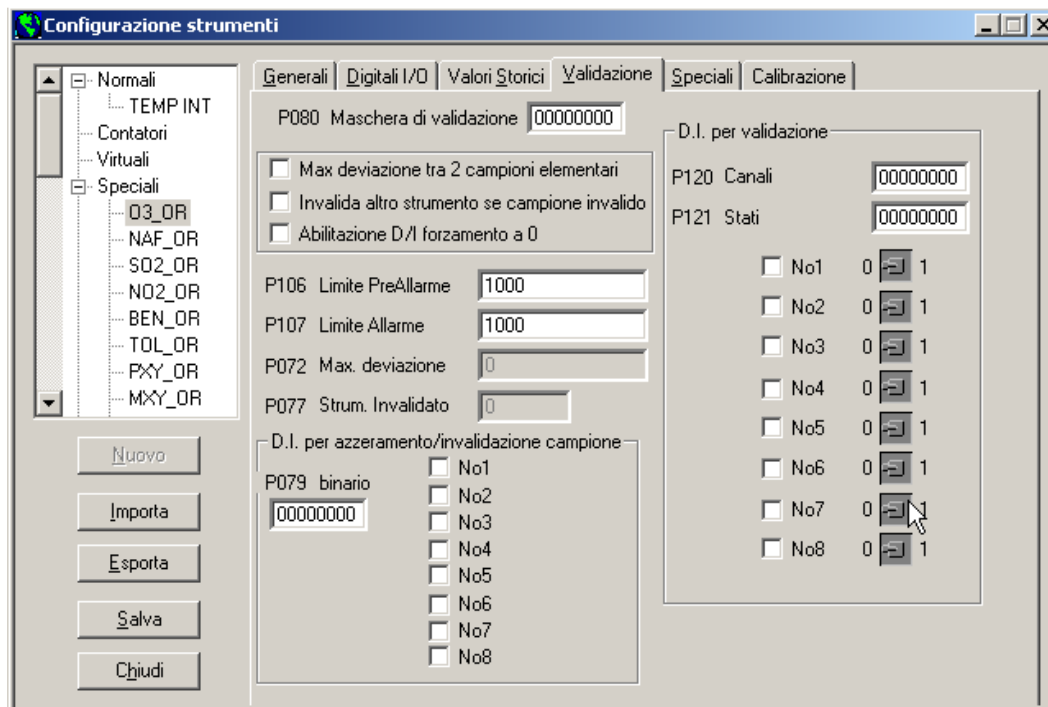 Configurazione strumenti
Normali
TEMP INT
Contatori
Virtuali
Speciali
O3_OR
NAF_OR
SO2_OR
NO2_OR
BEN_OR
TOL_OR
PXY_OR
MXY_OR
Nuovo
Importa
Esporta
Salva
Chiudi
Generali Digitali I/O Valori Storici Validazione Speciali Calibrazione
P080 Maschera di validazione 00000000
Max deviazione tra 2 campioni elementari
Invalida altro strumento se campione invalido
Abilitazione D/I forzamento a 0
P106 Limite PreAllarme 1000
P107 Limite Allarme 1000
P072 Max. deviazione 0
P077 Strum. Invalidato 0
D.I. per azzeramento/invalidazione campione
P079 binario
00000000
No1
No2
No3
No4
No5
No6
No7
No8
D.I. per validazione
P120 Canali 00000000
P121 Stati 00000000
No1 0 1
No2 0 1
No3 0 1
No4 0 1
No5 0 1
No6 0 1
No7 0 1
No8 0 1